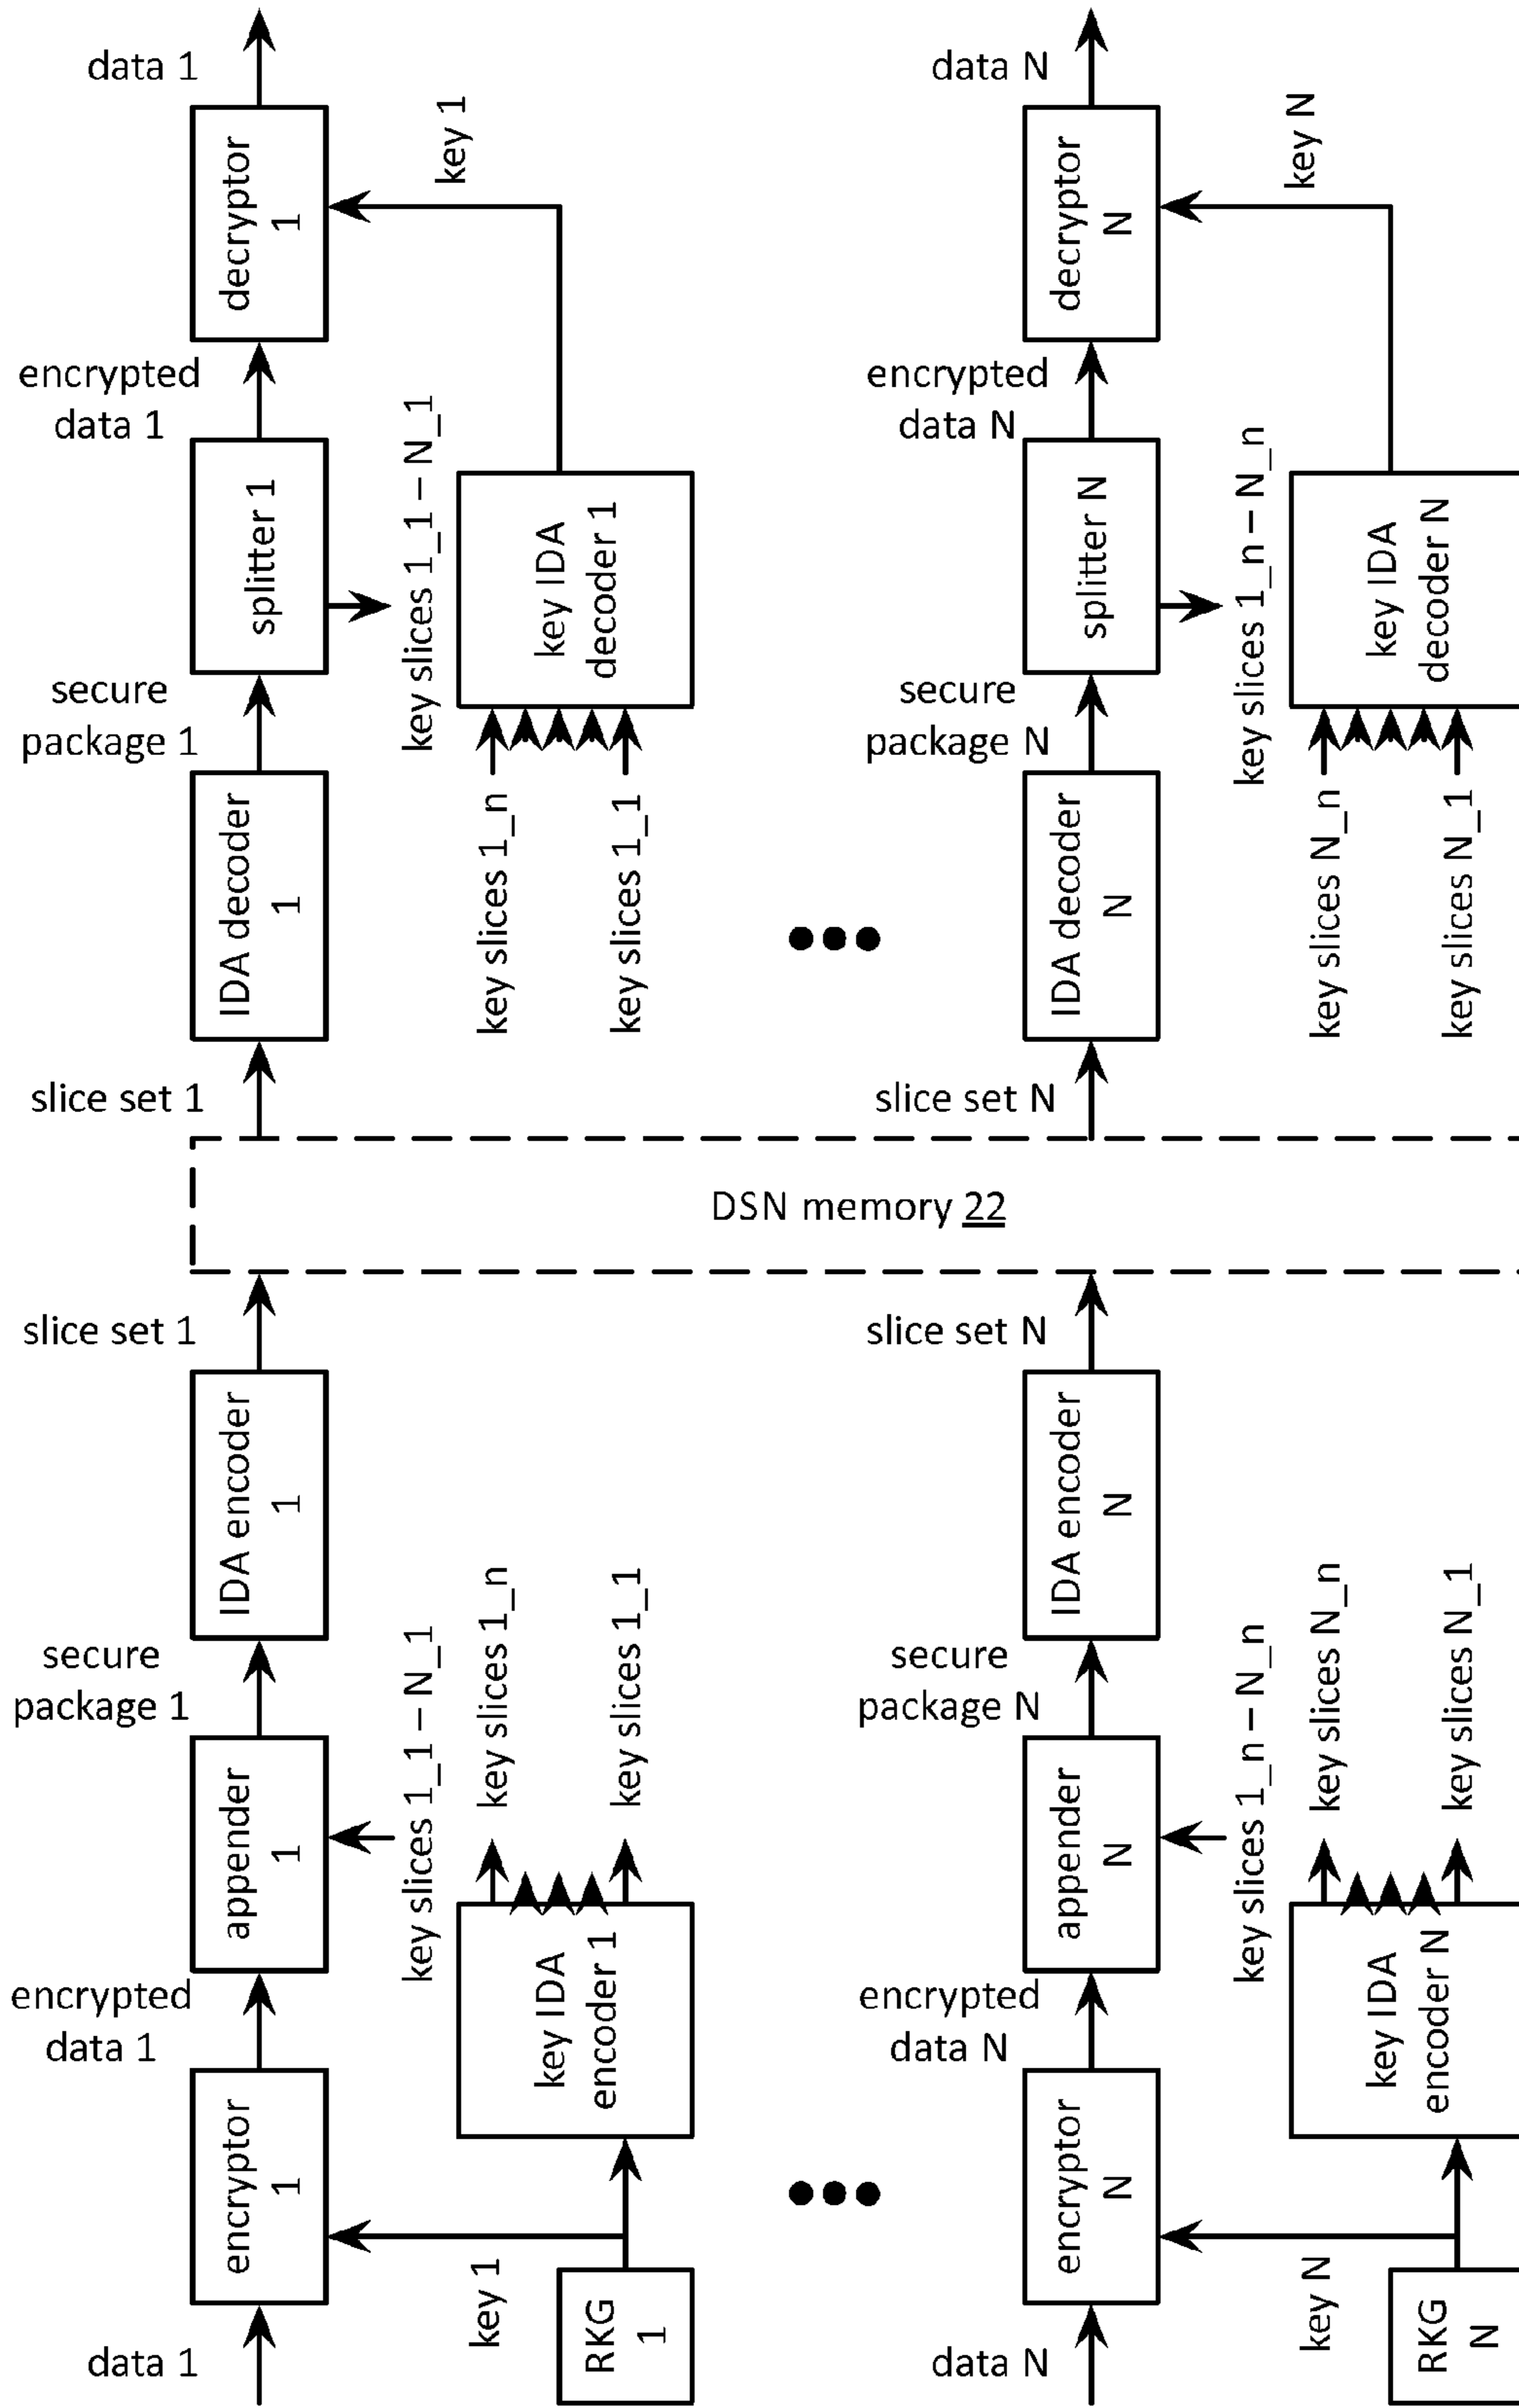 data 1
encrypted
data 1
secure
package 1
slice set 1
slice set 1
secure
package 1
encrypted
data 1
data 1
encryptor
1
appender
1
IDA encoder
1
IDA decoder
1
splitter 1
decryptor
1
key 1
key slices 1_1 – N_1
key slices 1_1 – N_1
key 1
RKG
1
key IDA
encoder 1
key slices 1_n
key slices 1_1
key slices 1_n
key slices 1_1
key IDA
decoder 1
DSN memory 22
data N
encrypted
data N
secure
package N
slice set N
slice set N
secure
package N
encrypted
data N
data N
encryptor
N
appender
N
IDA encoder
N
IDA decoder
N
splitter N
decryptor
N
key N
key slices 1_n – N_n
key slices 1_n – N_n
key N
RKG
N
key IDA
encoder N
key slices N_n
key slices N_1
key slices N_n
key slices N_1
key IDA
decoder N